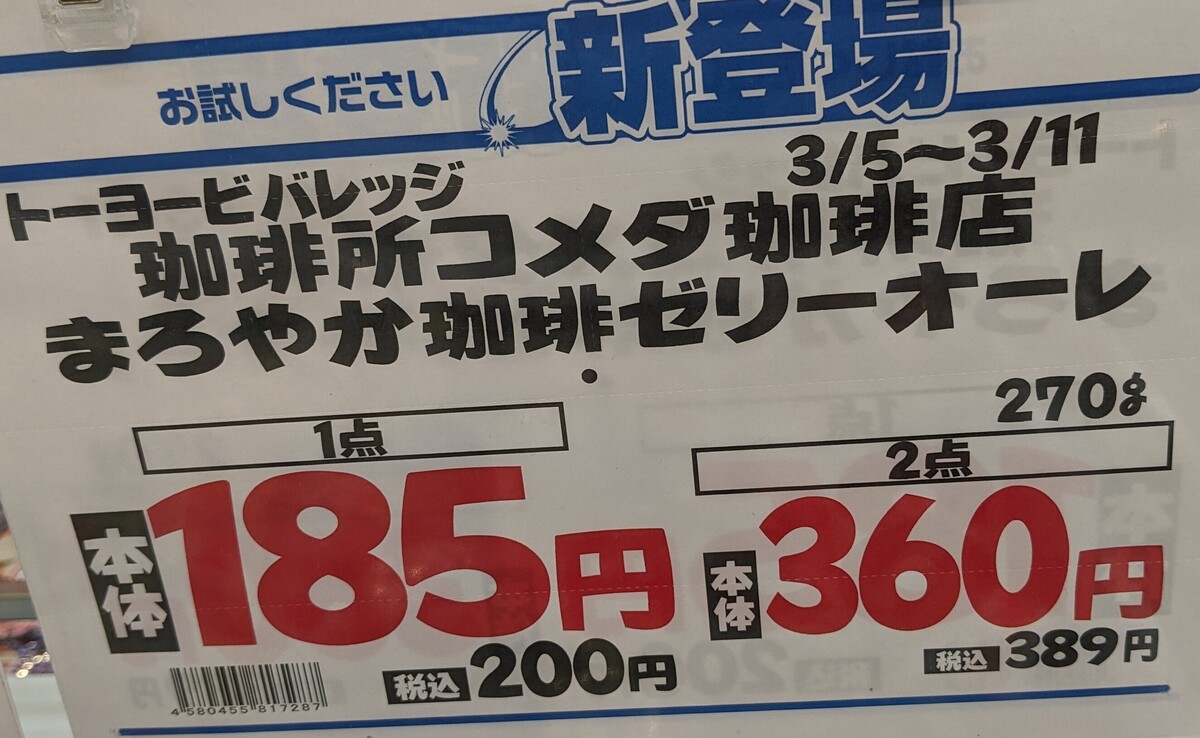 新登場
お試しください
3/5〜3/11
トーヨービバレッジ
珈琲所コメダ珈琲店
まろやか珈琲ゼリーオーレ
270g
1点
本体185円
税込200円
2点
本体360円
税込389円
4580455817287